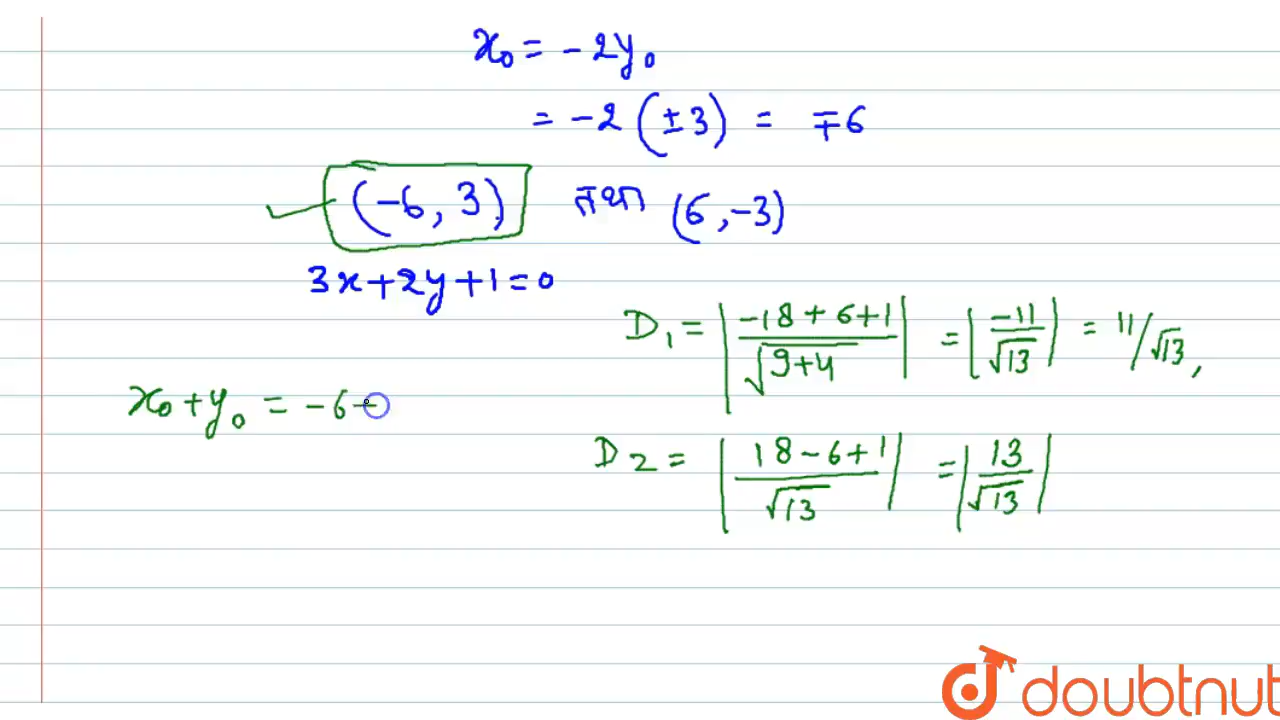 x₀ = -2y₀
= -2 (±3) = ∓6
(-6, 3) तथा (6, -3)
3x+2y+1=0
D₁ = |(-18+6+1)/√(9+4)| = |-11/√13| = 11/√13,
x₀+y₀ = -6+
D2 = |(18-6+1)/√13| = |13/√13|
doubtnut